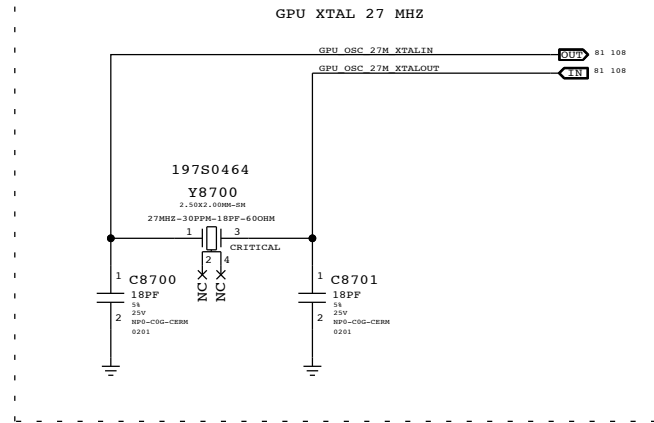 GPU XTAL 27 MHZ
GPU_OSC_27M_XTALIN
OUT
81 108
GPU_OSC_27M_XTALOUT
IN
81 108
197S0464
Y8700
2.50X2.00MM-SM
27MHZ-30PPM-18PF-60OHM
1
3
CRITICAL
2
4
NC
NC
1
C8700
18PF
5%
25V
2
NP0-C0G-CERM
0201
1
C8701
18PF
5%
25V
2
NP0-C0G-CERM
0201